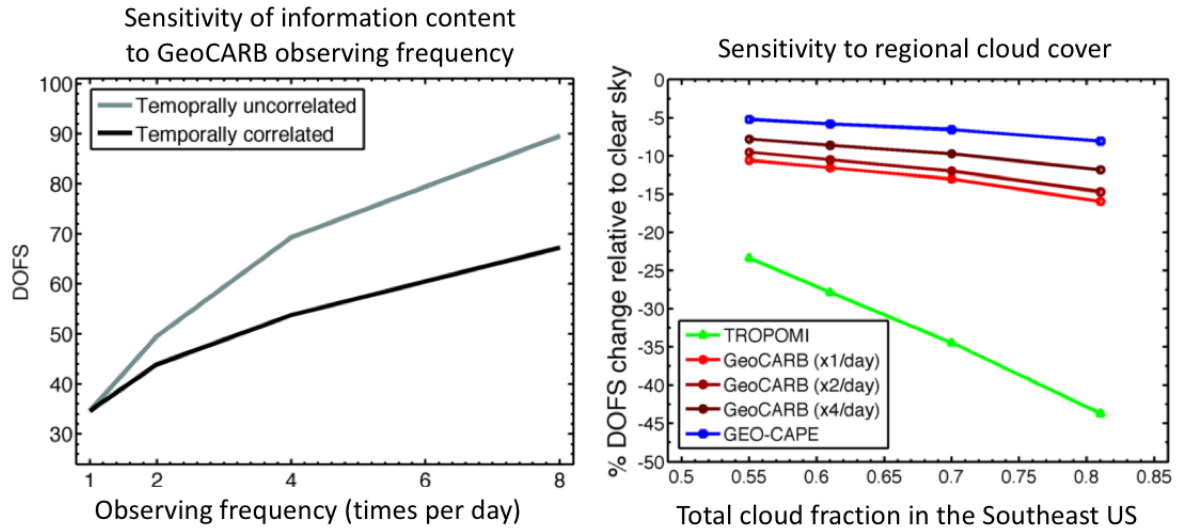 Sensitivity of information content
to GeoCARB observing frequency
100
90
80
70
60
50
40
30
DOFS
Temoprally uncorrelated
Temporally correlated
1 2 4 6 8
Observing frequency (times per day)
Sensitivity to regional cloud cover
% DOFS change relative to clear sky
0
-5
-10
-15
-20
-25
-30
-35
-40
-45
-50
TROPOMI
GeoCARB (x1/day)
GeoCARB (x2/day)
GeoCARB (x4/day)
GEO-CAPE
0.5 0.55 0.6 0.65 0.7 0.75 0.8 0.85
Total cloud fraction in the Southeast US